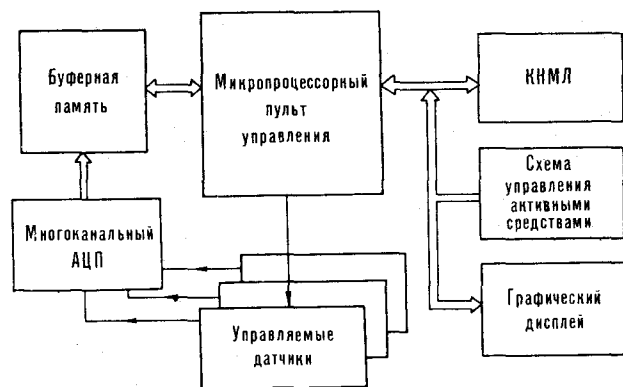 Буферная
память
Микропроцессорный
пульт
управления
КНМЛ
Схема
управления
активными
средствами
Многоканальный
АЦП
Графический
дисплей
Управляемые
датчики